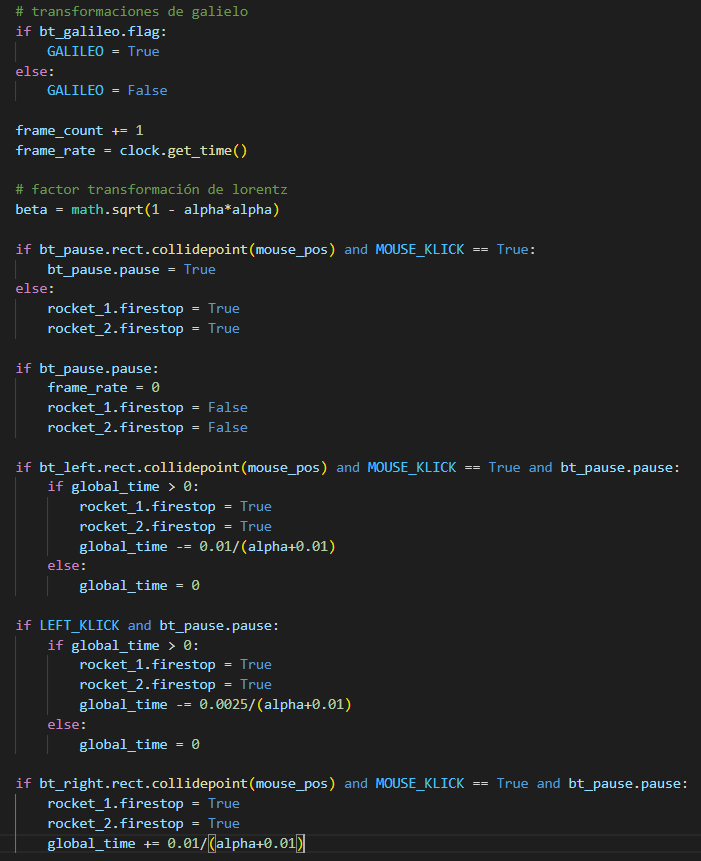 # transformaciones de galielo
if bt_galileo.flag:
    GALILEO = True
else:
    GALILEO = False
frame_count += 1
frame_rate = clock.get_time()
# factor transformación de lorentz
beta = math.sqrt(1 - alpha*alpha)
if bt_pause.rect.collidepoint(mouse_pos) and MOUSE_KLICK == True:
    bt_pause.pause = True
else:
    rocket_1.firestop = True
    rocket_2.firestop = True
if bt_pause.pause:
    frame_rate = 0
    rocket_1.firestop = False
    rocket_2.firestop = False
if bt_left.rect.collidepoint(mouse_pos) and MOUSE_KLICK == True and bt_pause.pause:
    if global_time > 0:
        rocket_1.firestop = True
        rocket_2.firestop = True
        global_time -= 0.01/(alpha+0.01)
    else:
        global_time = 0
if LEFT_KLICK and bt_pause.pause:
    if global_time > 0:
        rocket_1.firestop = True
        rocket_2.firestop = True
        global_time -= 0.0025/(alpha+0.01)
    else:
        global_time = 0
if bt_right.rect.collidepoint(mouse_pos) and MOUSE_KLICK == True and bt_pause.pause:
    rocket_1.firestop = True
    rocket_2.firestop = True
    global_time += 0.01/(alpha+0.01)